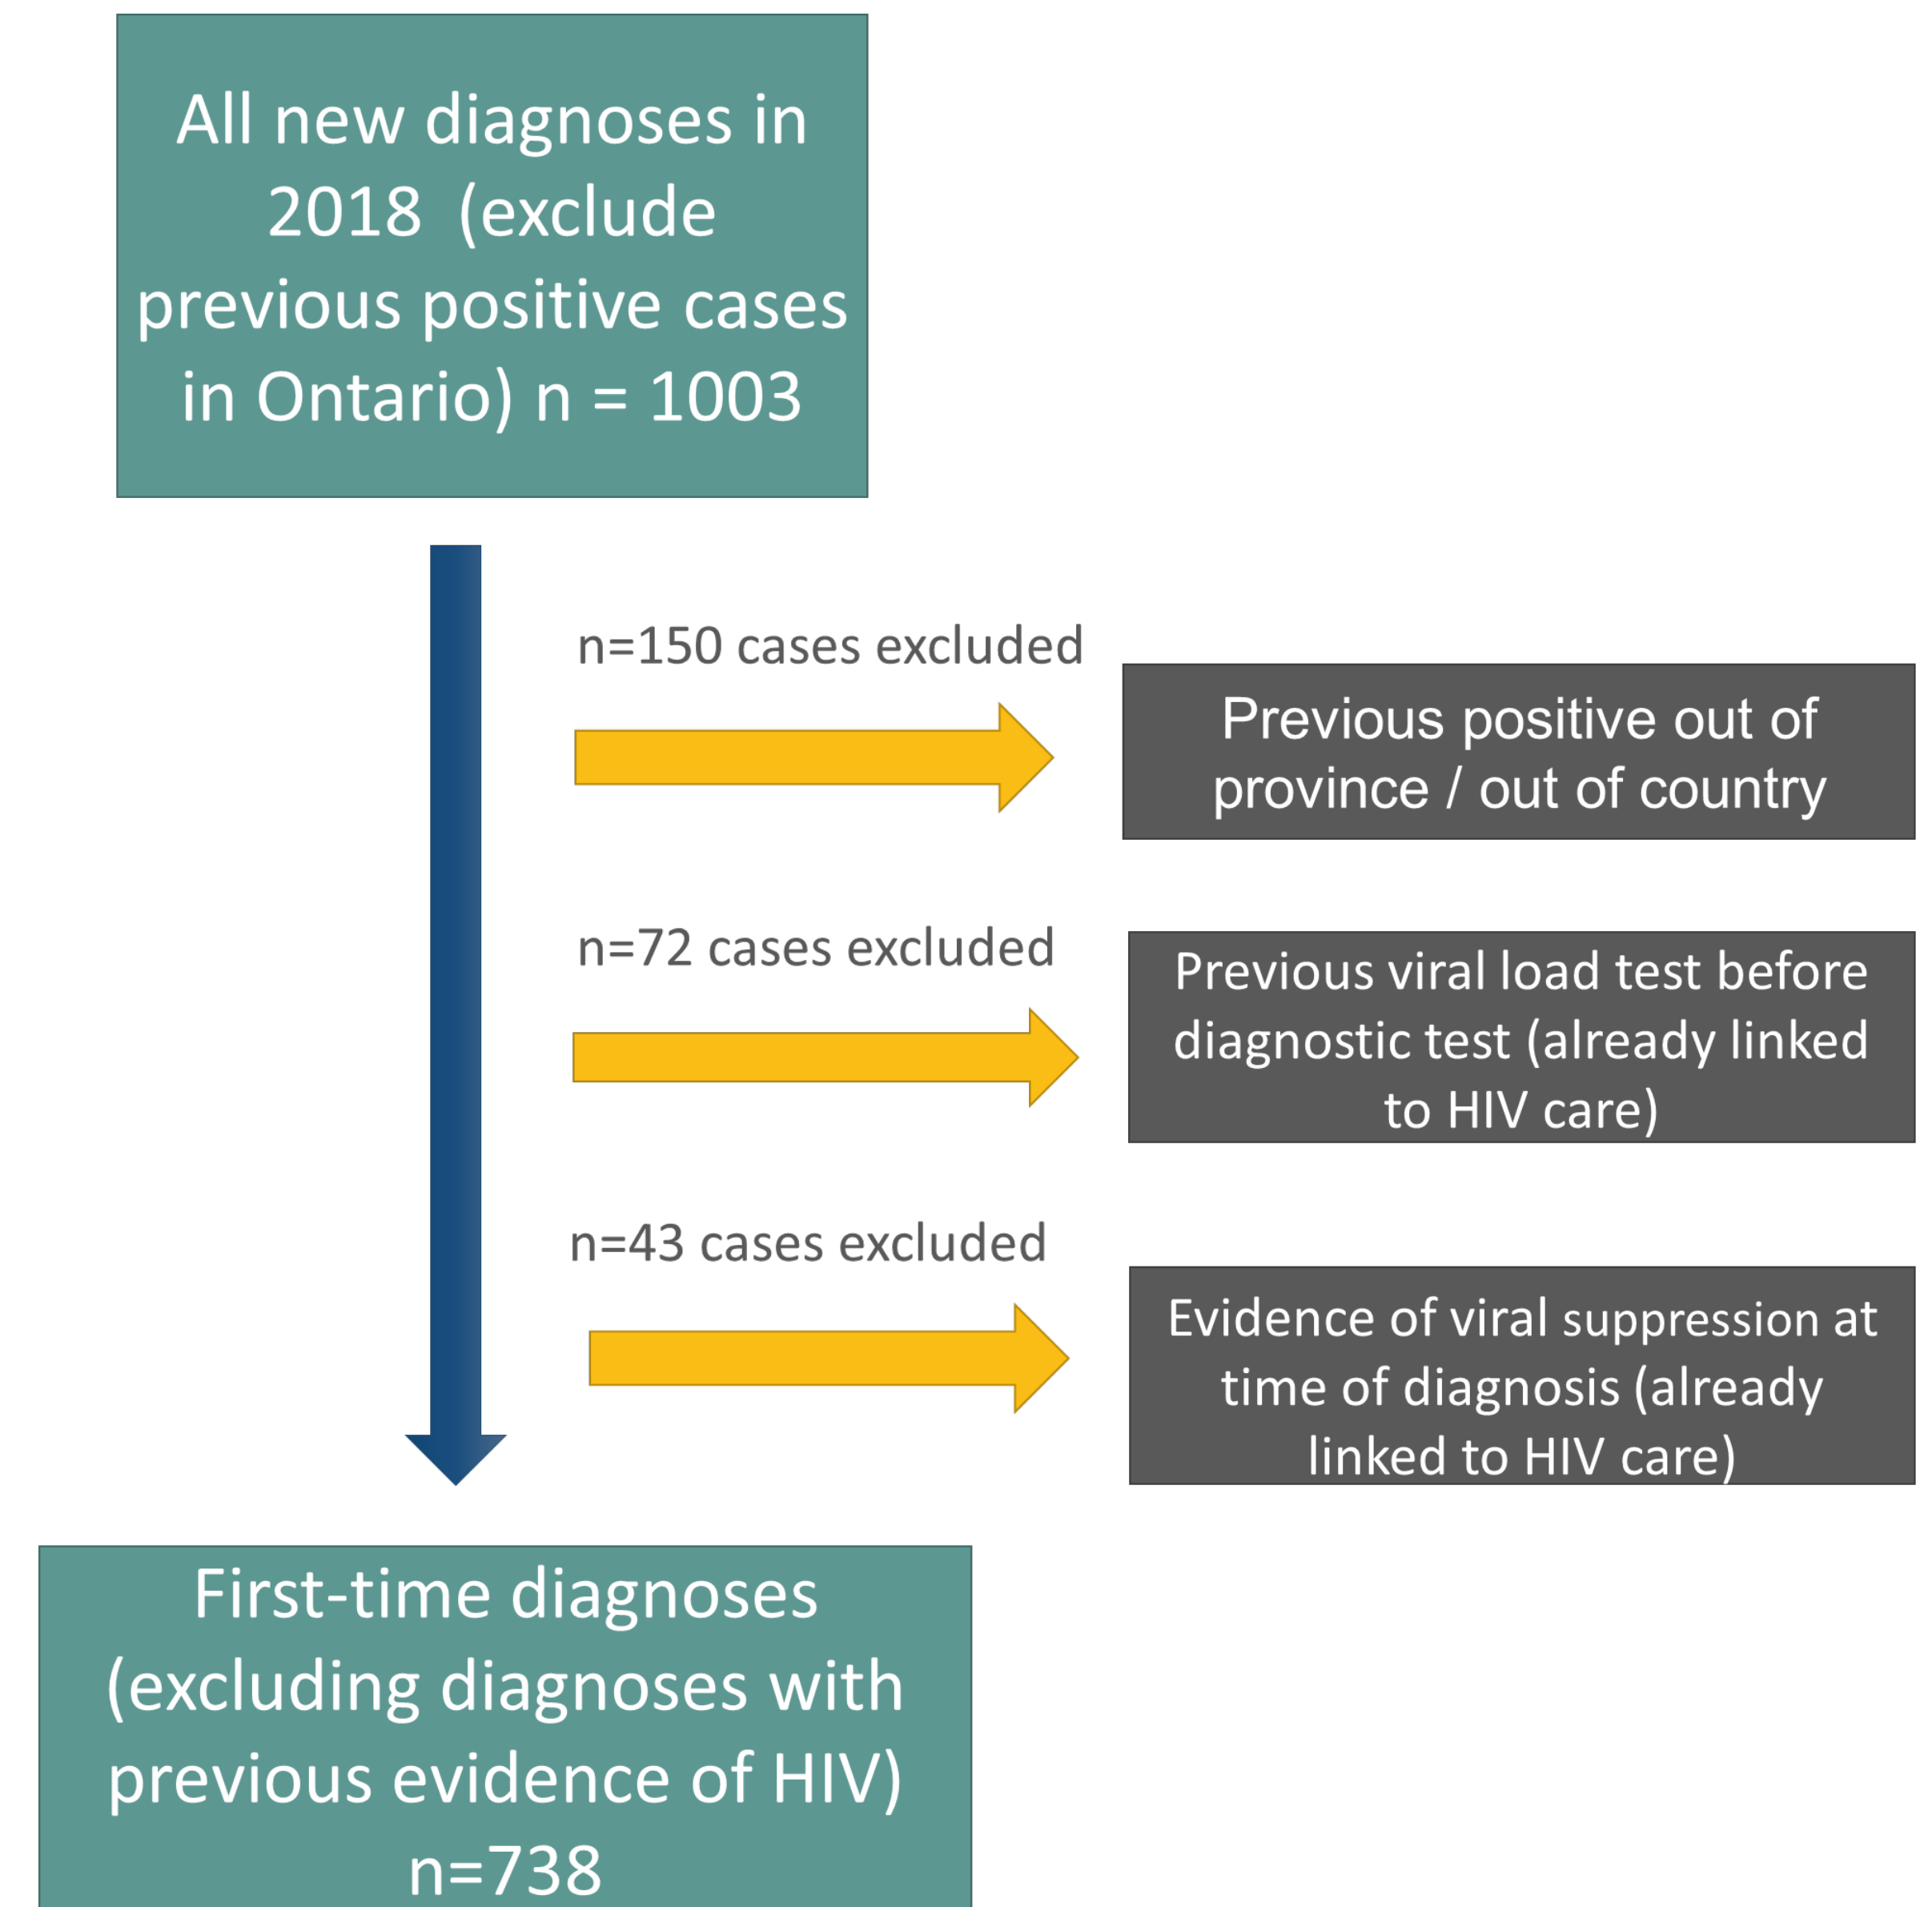 All new diagnoses in
2018 (exclude
previous positive cases
in Ontario) n = 1003
n=150 cases excluded
Previous positive out of
province / out of country
n=72 cases excluded
Previous viral load test before
diagnostic test (already linked
to HIV care)
n=43 cases excluded
Evidence of viral suppression at
time of diagnosis (already
linked to HIV care)
First-time diagnoses
(excluding diagnoses with
previous evidence of HIV)
n=738